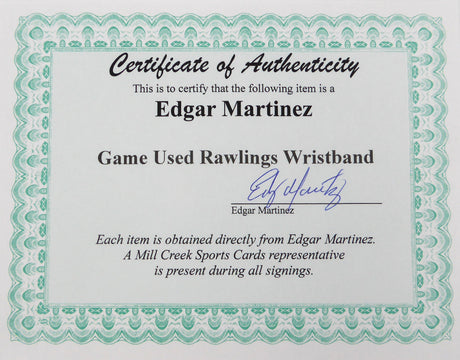 Certificate of Authenticity
This is to certify that the following item is a
Edgar Martinez
Game Used Rawlings Wristband
Edgar Martinez
Edgar Martinez
Each item is obtained directly from Edgar Martinez.
A Mill Creek Sports Cards representative
is present during all signings.